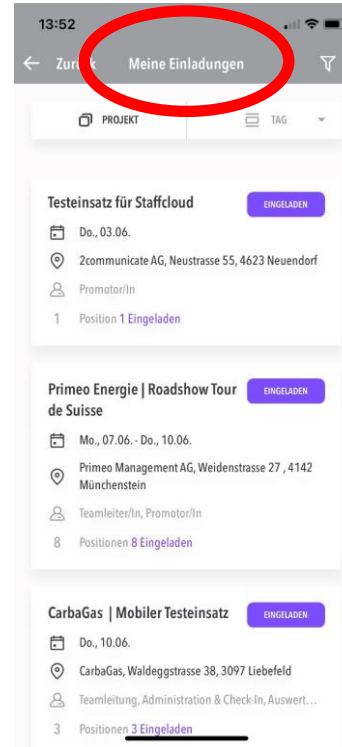 13:52
← Zurück Meine Einladungen
PROJEKT TAG
Testeinsatz für Staffcloud EINGELADEN
Do., 03.06.
2communicate AG, Neustrasse 55, 4623 Neuendorf
Promotor/In
1 Position 1 Eingeladen
Primeo Energie | Roadshow Tour EINGELADEN
de Suisse
Mo., 07.06. - Do., 10.06.
Primeo Management AG, Weidenstrasse 27 , 4142
Münchenstein
Teamleiter/In, Promotor/In
8 Positionen 8 Eingeladen
CarbaGas | Mobiler Testeinsatz EINGELADEN
Do., 10.06.
CarbaGas, Waldeggstrasse 38, 3097 Liebefeld
Teamleitung, Administration & Check-In, Auswert...
3 Positionen 3 Eingeladen